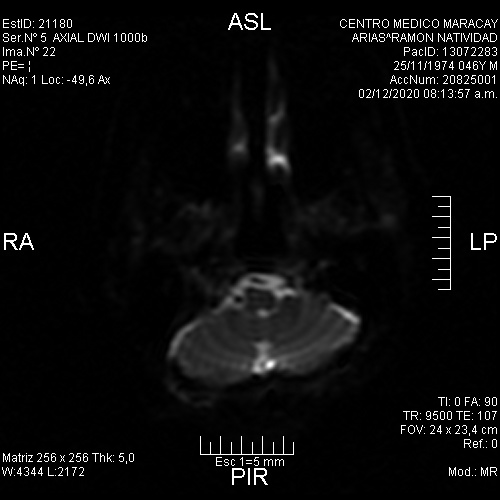 EstID: 21180
Ser.Nº 5 AXIAL DWI 1000b
Ima.Nº 22
PE= ¦
NAq: 1 Loc: -49,6 Ax
ASL
CENTRO MEDICO MARACAY
ARIAS^RAMON NATIVIDAD
PacID: 13072283
25/11/1974 046Y M
AccNum: 20825001
02/12/2020 08:13:57 a.m.
RA
LP
TI: 0 FA: 90
TR: 9500 TE: 107
FOV: 24 x 23,4 cm
Ref.: 0
Matriz 256 x 256 Thk: 5,0
W:4344 L:2172
Esc 1=5 mm
PIR
Mod.: MR